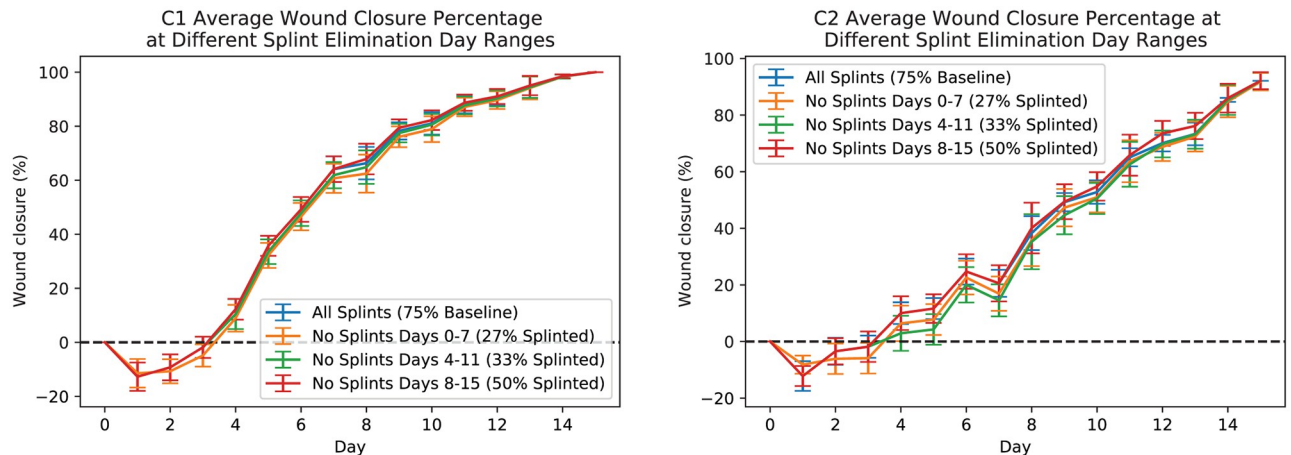 C1 Average Wound Closure Percentage
at Different Splint Elimination Day Ranges
100
80
60
40
20
0
−20
Wound closure (%)
0 2 4 6 8 10 12 14
Day
All Splints (75% Baseline)
No Splints Days 0-7 (27% Splinted)
No Splints Days 4-11 (33% Splinted)
No Splints Days 8-15 (50% Splinted)
C2 Average Wound Closure Percentage at
Different Splint Elimination Day Ranges
100
80
60
40
20
0
−20
Wound closure (%)
0 2 4 6 8 10 12 14
Day
All Splints (75% Baseline)
No Splints Days 0-7 (27% Splinted)
No Splints Days 4-11 (33% Splinted)
No Splints Days 8-15 (50% Splinted)